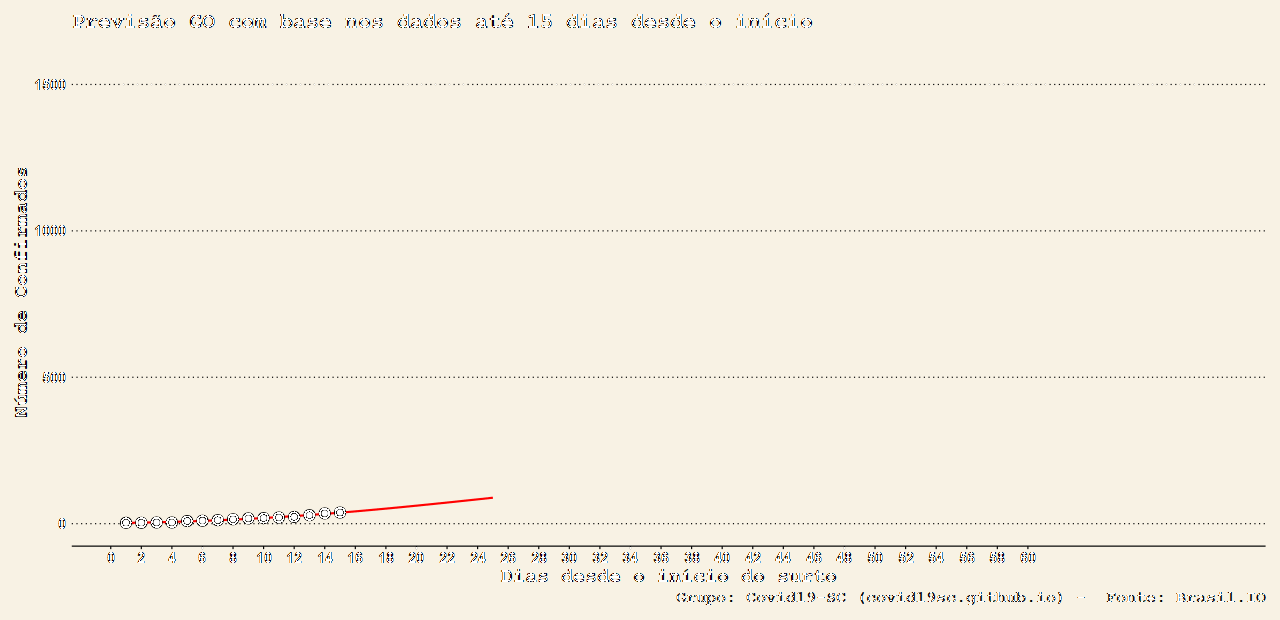 Previsão GO com base nos dados até 15 dias desde o início
Número de Confirmados
1500
1000
500
0
0 2 4 6 8 10 12 14 16 18 20 22 24 26 28 30 32 34 36 38 40 42 44 46 48 50 52 54 56 58 60
Dias desde o início do surto
Grupo: Covid19-SC (covid19sc.github.io) - Fonte: Brasil.IO